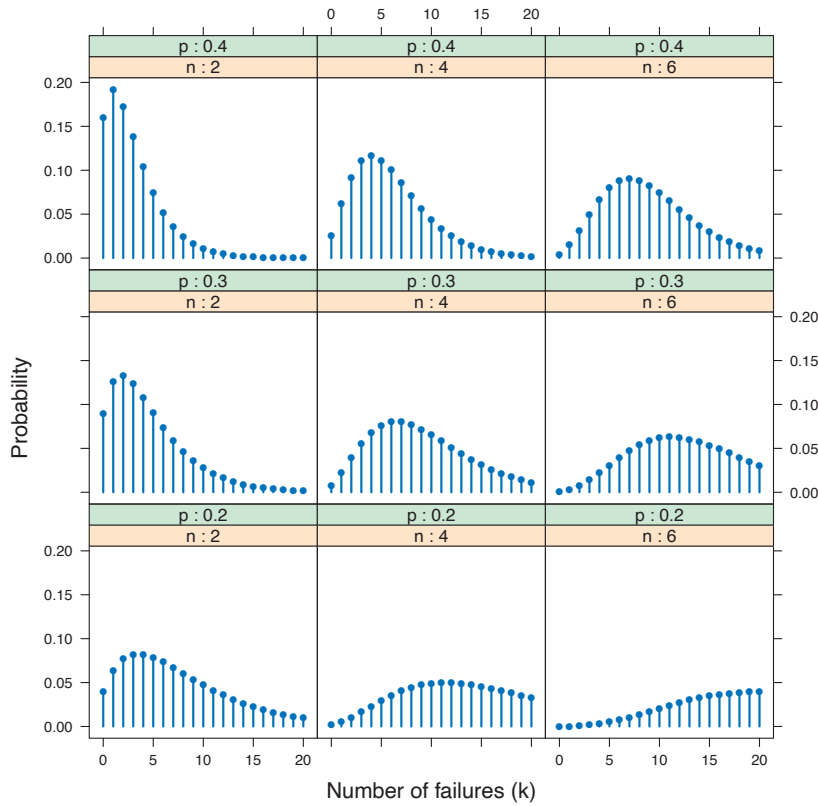 0 5 10 15 20
p : 0.4 p : 0.4 p : 0.4
n : 2 n : 4 n : 6
0.20
0.15
0.10
0.05
0.00
p : 0.3 p : 0.3 p : 0.3
n : 2 n : 4 n : 6
0.20
0.15
0.10
0.05
0.00
p : 0.2 p : 0.2 p : 0.2
n : 2 n : 4 n : 6
0.20
0.15
0.10
0.05
0.00
0 5 10 15 20 0 5 10 15 20
Probability
Number of failures (k)